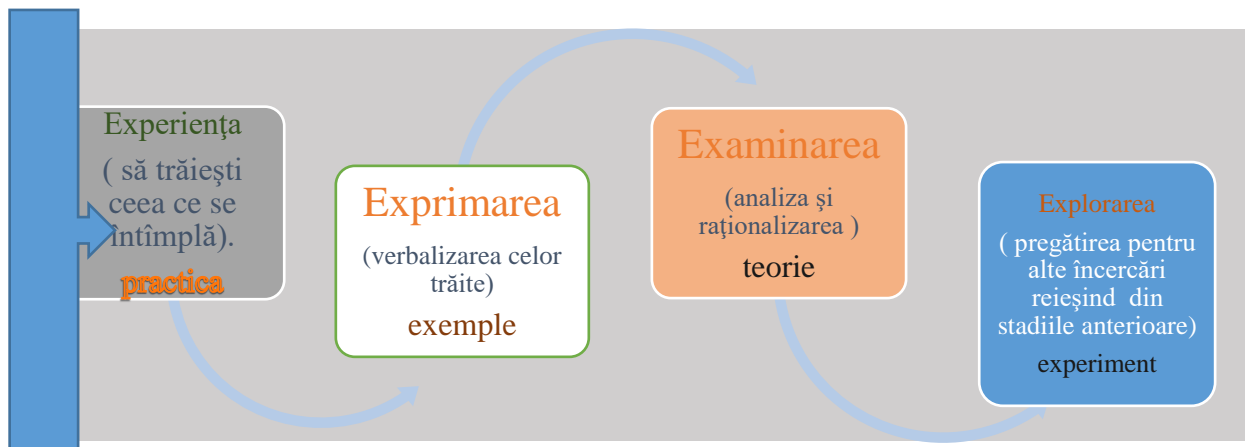 Experienţa
( să trăieşti
ceea ce se
întîmplă).
practica
Exprimarea
(verbalizarea celor
trăite)
exemple
Examinarea
(analiza şi
raţionalizarea )
teorie
Explorarea
( pregătirea pentru
alte încercări
reieşind din
stadiile anterioare)
experiment